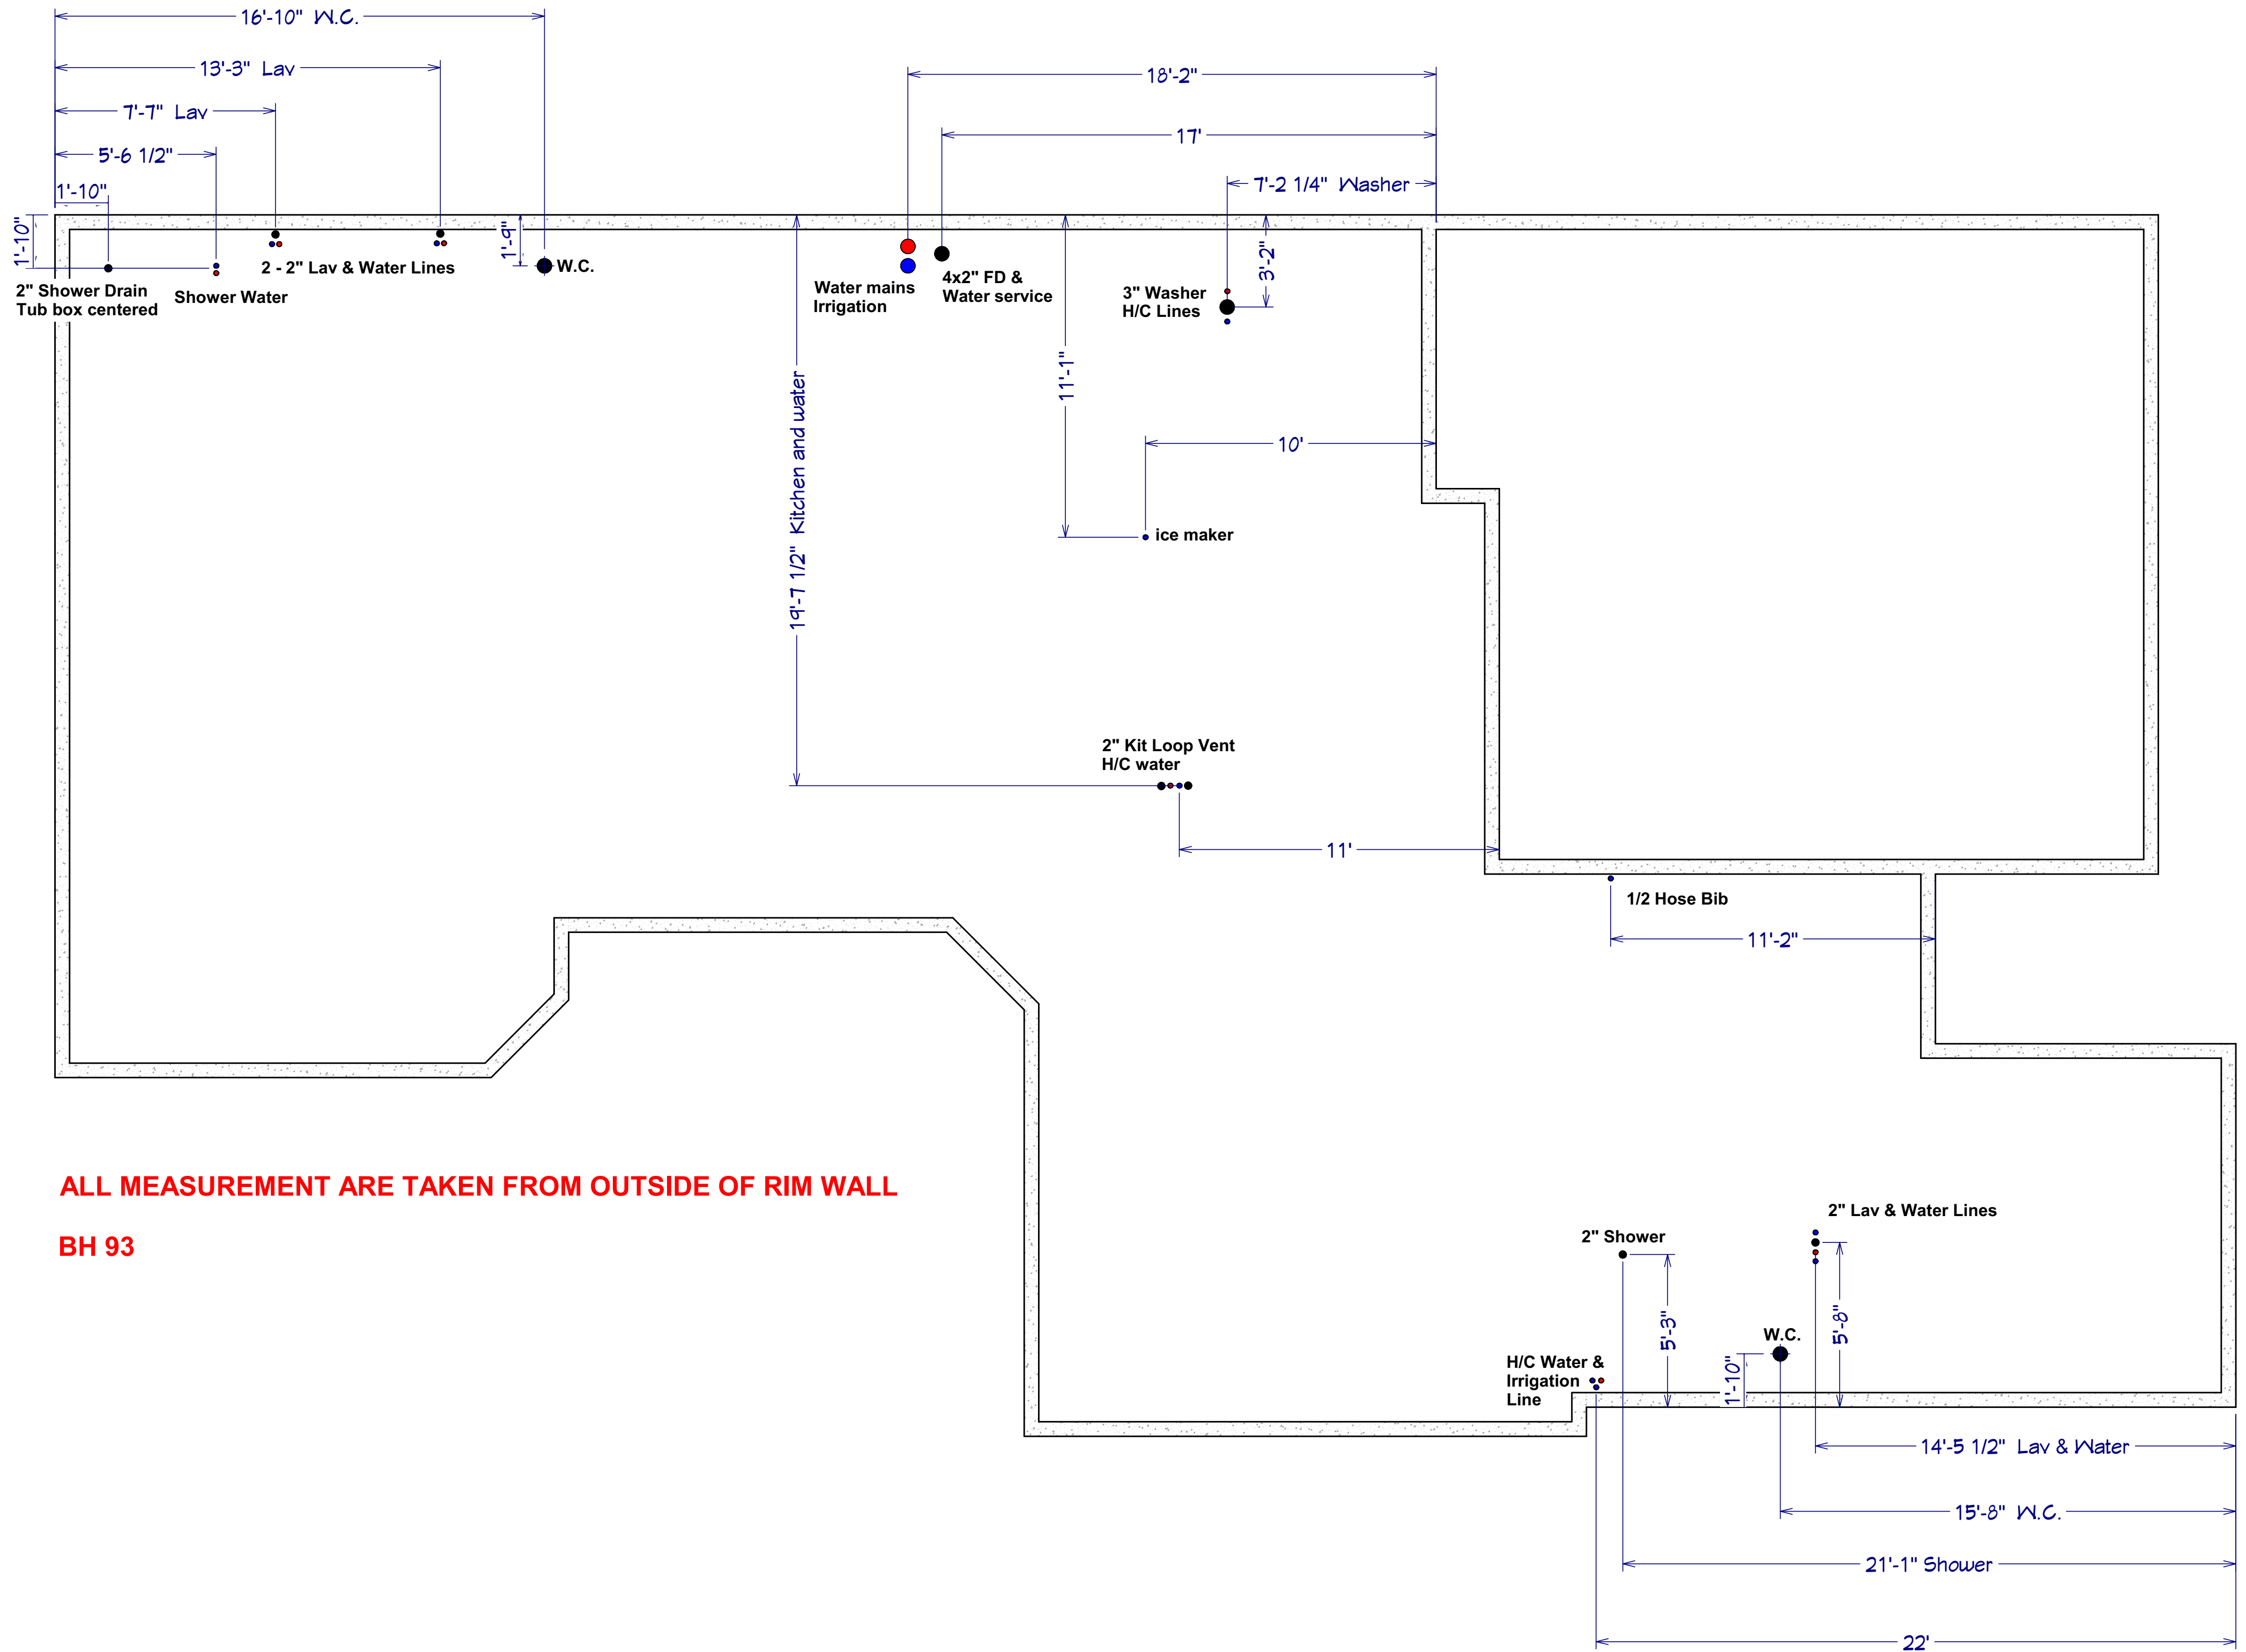 16'-10" W.C.
13'-3" Lav
18'-2"
7'-7" Lav
17'
5'-6 1/2"
7'-2 1/4" Washer
1'-10"
1'-10"
1'-9"
3'-2"
2 - 2" Lav & Water Lines
W.C.
2" Shower Drain
Tub box centered
Shower Water
Water mains
Irrigation
4x2" FD &
Water service
3" Washer
H/C Lines
11'-1"
19'-7 1/2" Kitchen and water
10'
ice maker
2" Kit Loop Vent
H/C water
11'
1/2 Hose Bib
11'-2"
ALL MEASUREMENT ARE TAKEN FROM OUTSIDE OF RIM WALL
BH 93
2" Lav & Water Lines
2" Shower
5'-3"
5'-8"
W.C.
1'-10"
H/C Water &
Irrigation
Line
14'-5 1/2" Lav & Water
15'-8" W.C.
21'-1" Shower
22'